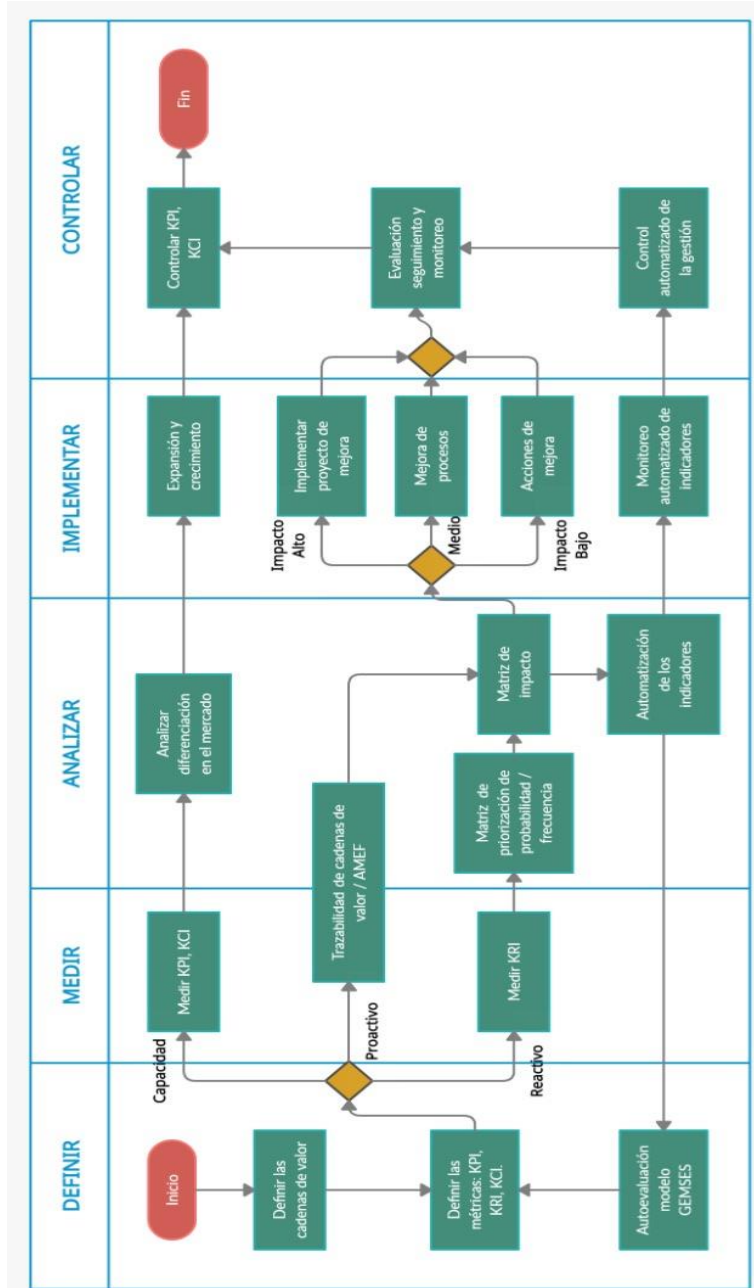 DEFINIR
MEDIR
ANALIZAR
IMPLEMENTAR
CONTROLAR
Inicio
Definir las
cadenas de valor
Definir las
métricas: KPI,
KRI, KCI.
Autoevaluación
modelo
GEMSES
Capacidad
Proactivo
Reactivo
Medir KPI, KCI
Trazabilidad de cadenas de
valor / AMEF
Medir KRI
Analizar
diferenciación
en el mercado
Matriz de
priorización de
probabilidad /
frecuencia
Matriz de
impacto
Automatización
de los
indicadores
Impacto
Alto
Medio
Impacto
Bajo
Expansión y
crecimiento
Implementar
proyecto de
mejora
Mejora de
procesos
Acciones de
mejora
Monitoreo
automatizado de
indicadores
Fin
Controlar KPI,
KCI
Evaluación
seguimiento y
monitoreo
Control
automatizado de
la gestión